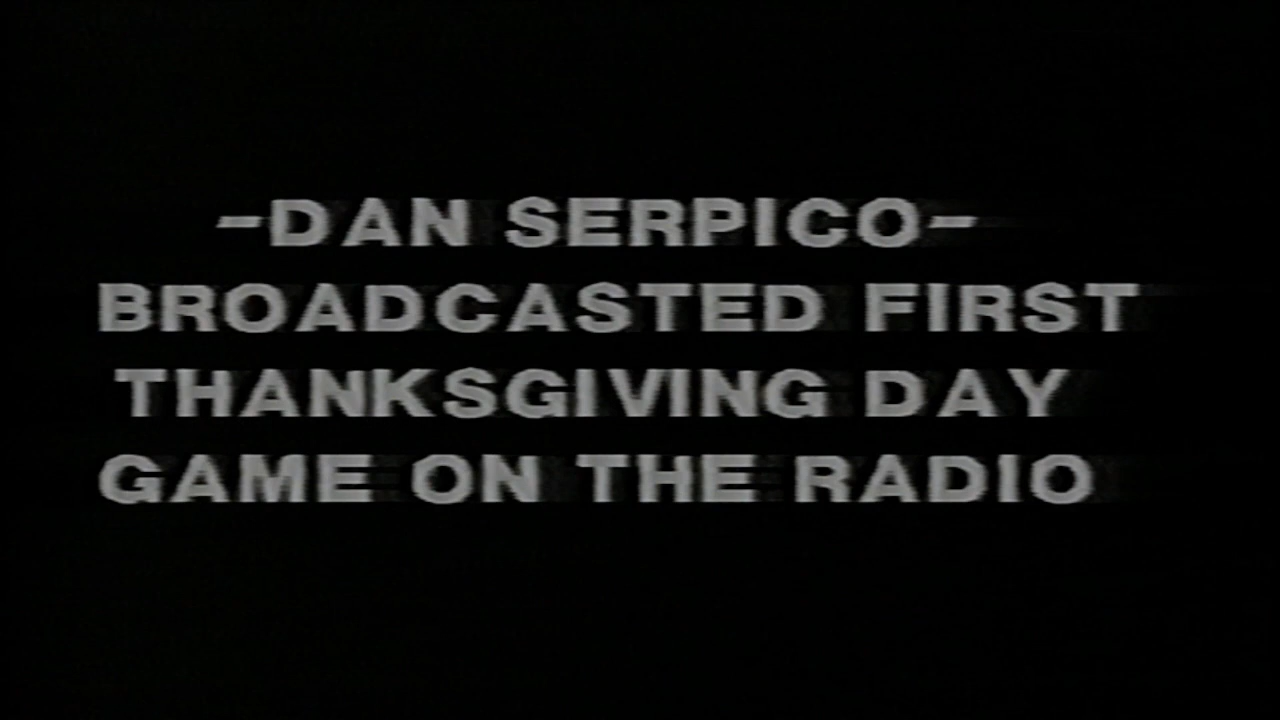 -DAN SERPICO-
BROADCASTED FIRST
THANKSGIVING DAY
GAME ON THE RADIO